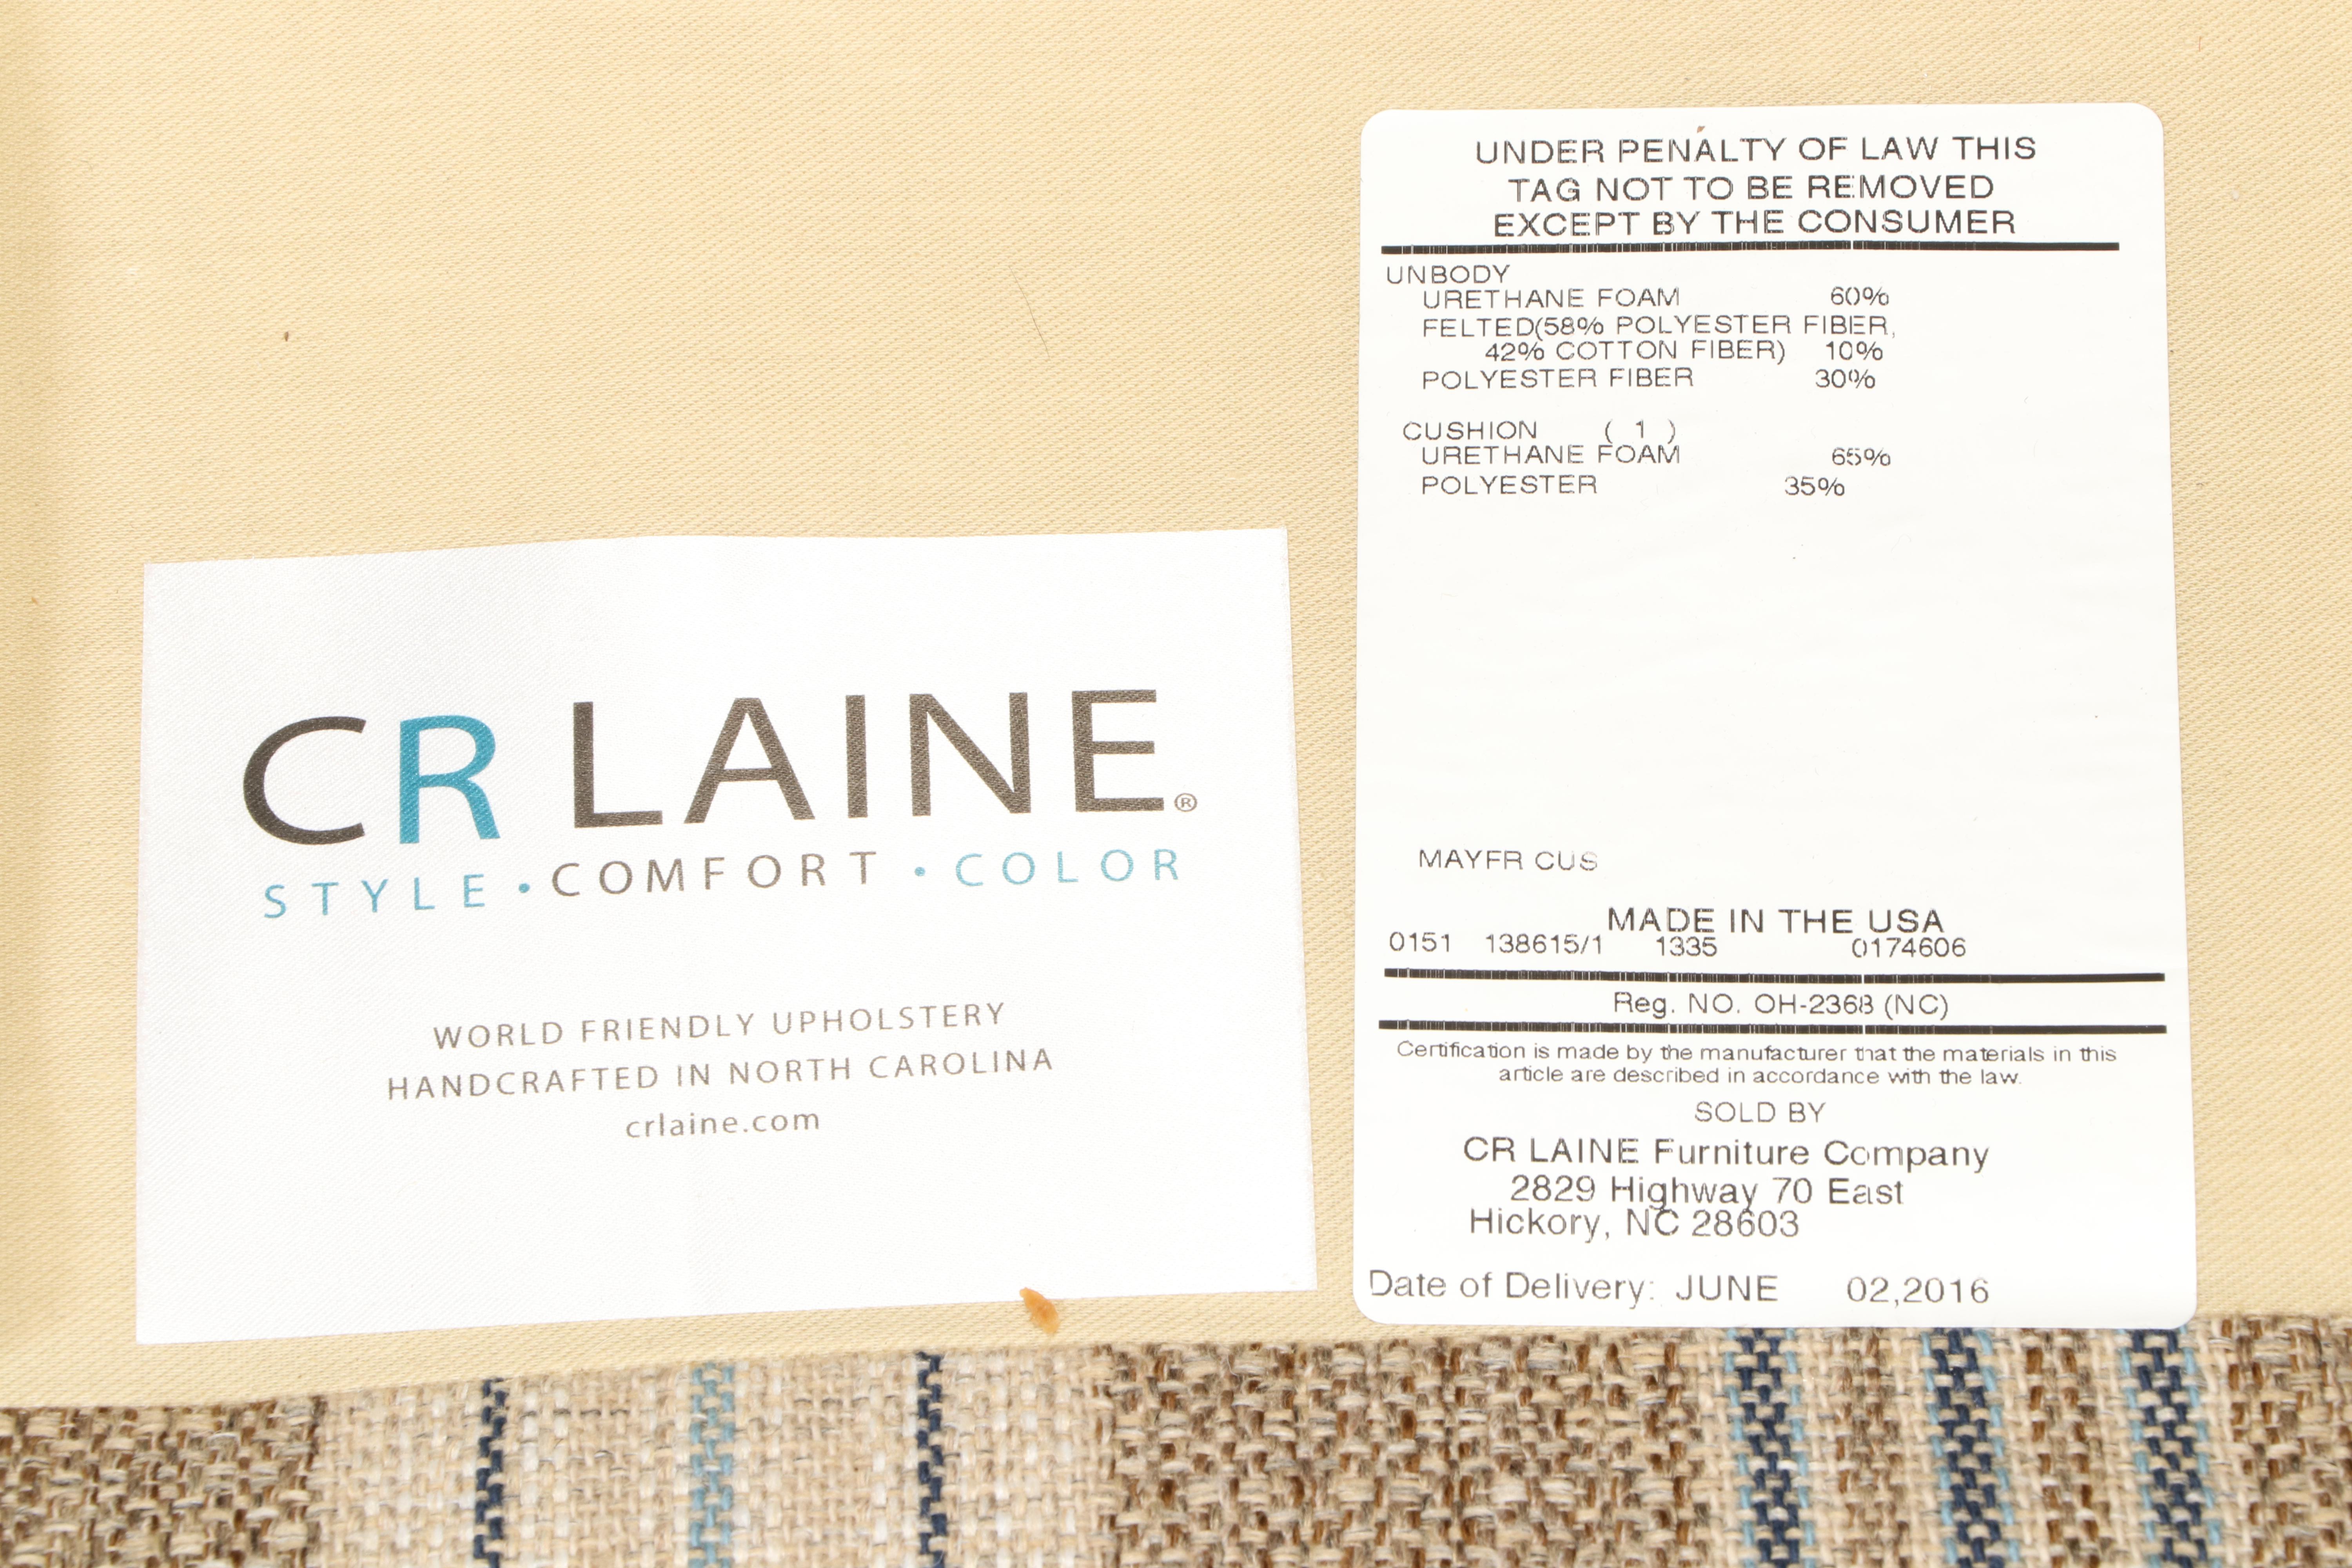 CR LAINE®
STYLE • COMFORT • COLOR
WORLD FRIENDLY UPHOLSTERY
HANDCRAFTED IN NORTH CAROLINA
crlaine.com
UNDER PENALTY OF LAW THIS
TAG NOT TO BE REMOVED
EXCEPT BY THE CONSUMER
UNBODY
URETHANE FOAM 60%
FELTED(58% POLYESTER FIBER,
42% COTTON FIBER) 10%
POLYESTER FIBER 30%
CUSHION ( 1 )
URETHANE FOAM 65%
POLYESTER 35%
MAYFR CUS
MADE IN THE USA
0151 138615/1 1335 0174606
Reg. NO. OH-2368 (NC)
Certification is made by the manufacturer that the materials in this
article are described in accordance with the law.
SOLD BY
CR LAINE Furniture Company
2829 Highway 70 East
Hickory, NC 28603
Date of Delivery: JUNE 02,2016